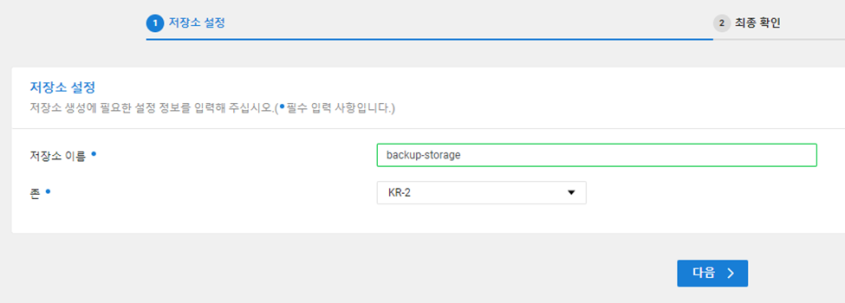 1 저장소 설정
2 최종 확인
저장소 설정
저장소 생성에 필요한 설정 정보를 입력해 주십시오.(•필수 입력 사항입니다.)
저장소 이름 •
backup-storage
존 •
KR-2
다음 >